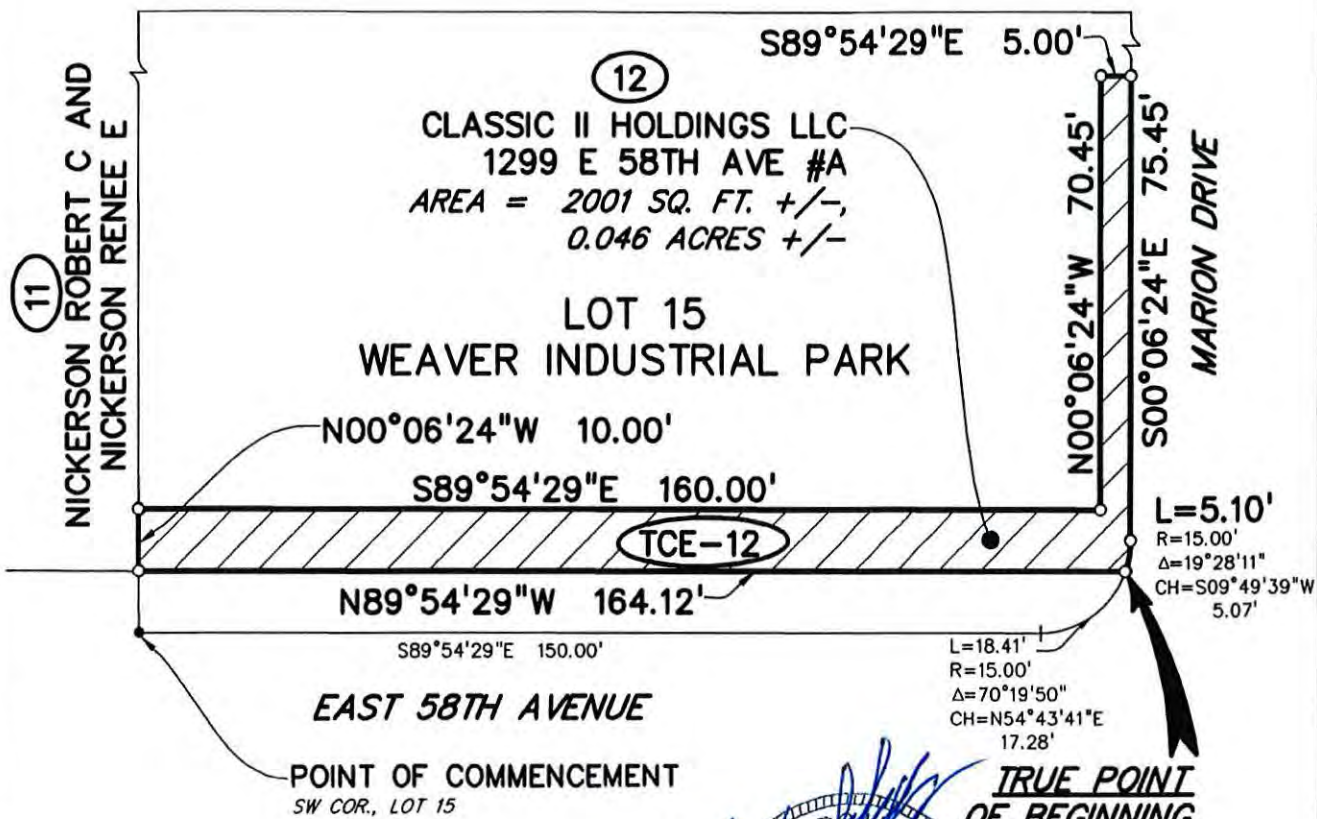 S89°54'29"E 5.00'
12
CLASSIC II HOLDINGS LLC
1299 E 58TH AVE #A
AREA = 2001 SQ. FT. +/-,
0.046 ACRES +/-
11
NICKERSON ROBERT C AND
NICKERSON RENEE E
LOT 15
WEAVER INDUSTRIAL PARK
N00°06'24"W 70.45'
S00°06'24"E 75.45'
MARION DRIVE
N00°06'24"W 10.00'
S89°54'29"E 160.00'
TCE-12
L=5.10'
R=15.00'
Δ=19°28'11"
CH=S09°49'39"W
5.07'
N89°54'29"W 164.12'
S89°54'29"E 150.00'
L=18.41'
R=15.00'
Δ=70°19'50"
CH=N54°43'41"E
17.28'
EAST 58TH AVENUE
POINT OF COMMENCEMENT
SW COR., LOT 15
TRUE POINT
OF BEGINNING